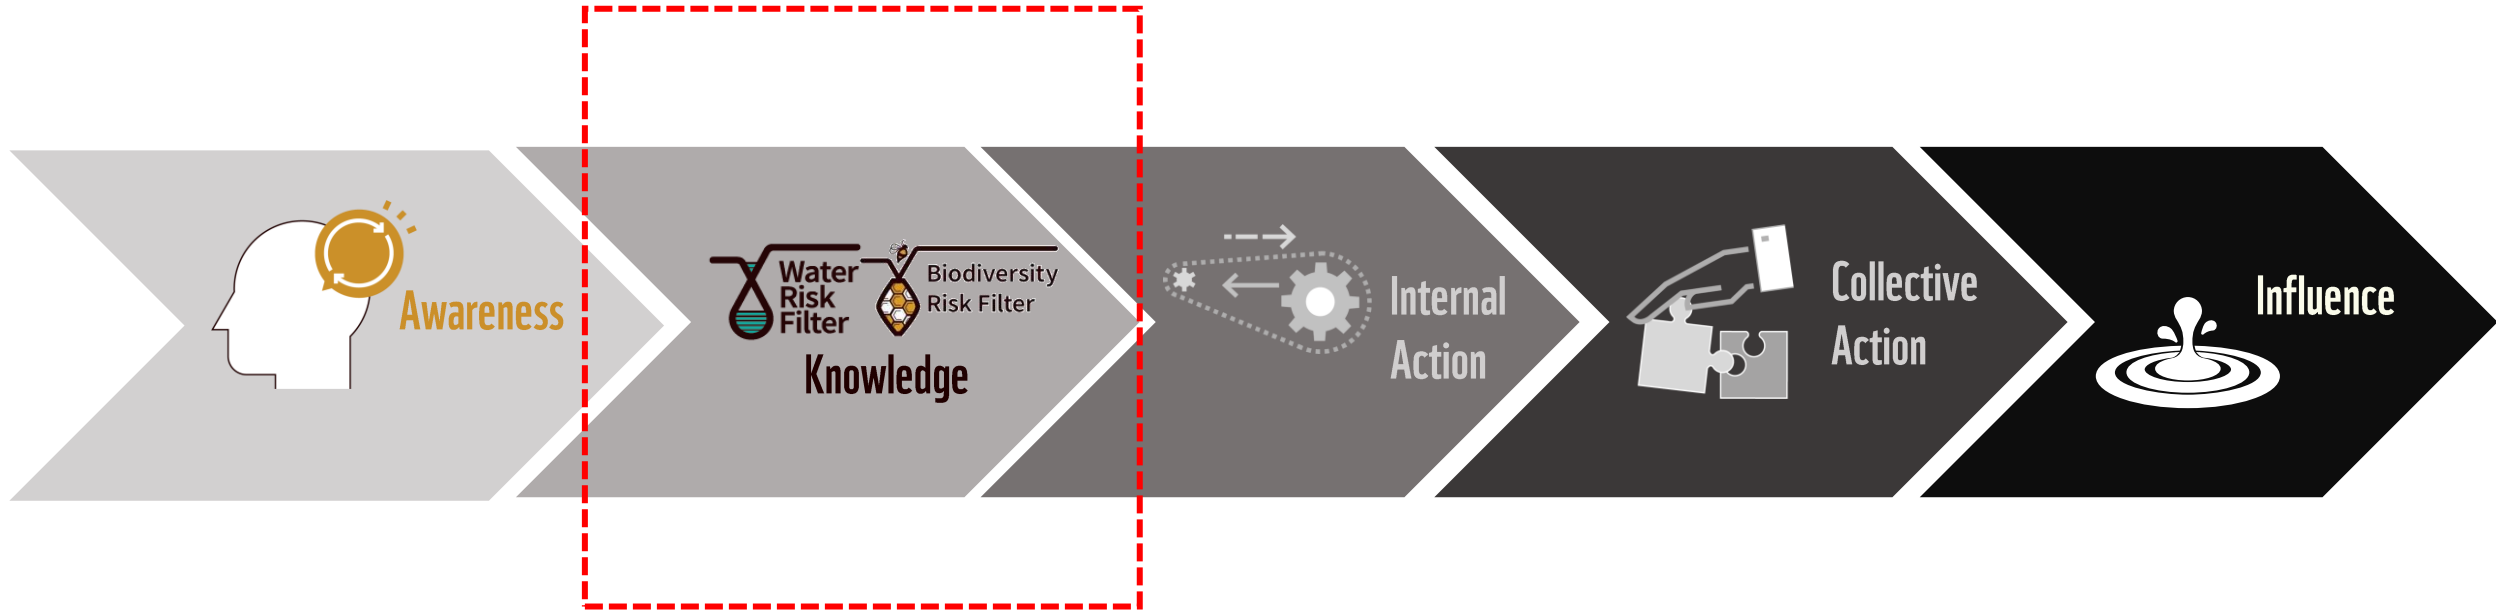 Awareness
Water
Risk
Filter
Biodiversity
Risk Filter
Knowledge
Internal
Action
Collective
Action
Influence